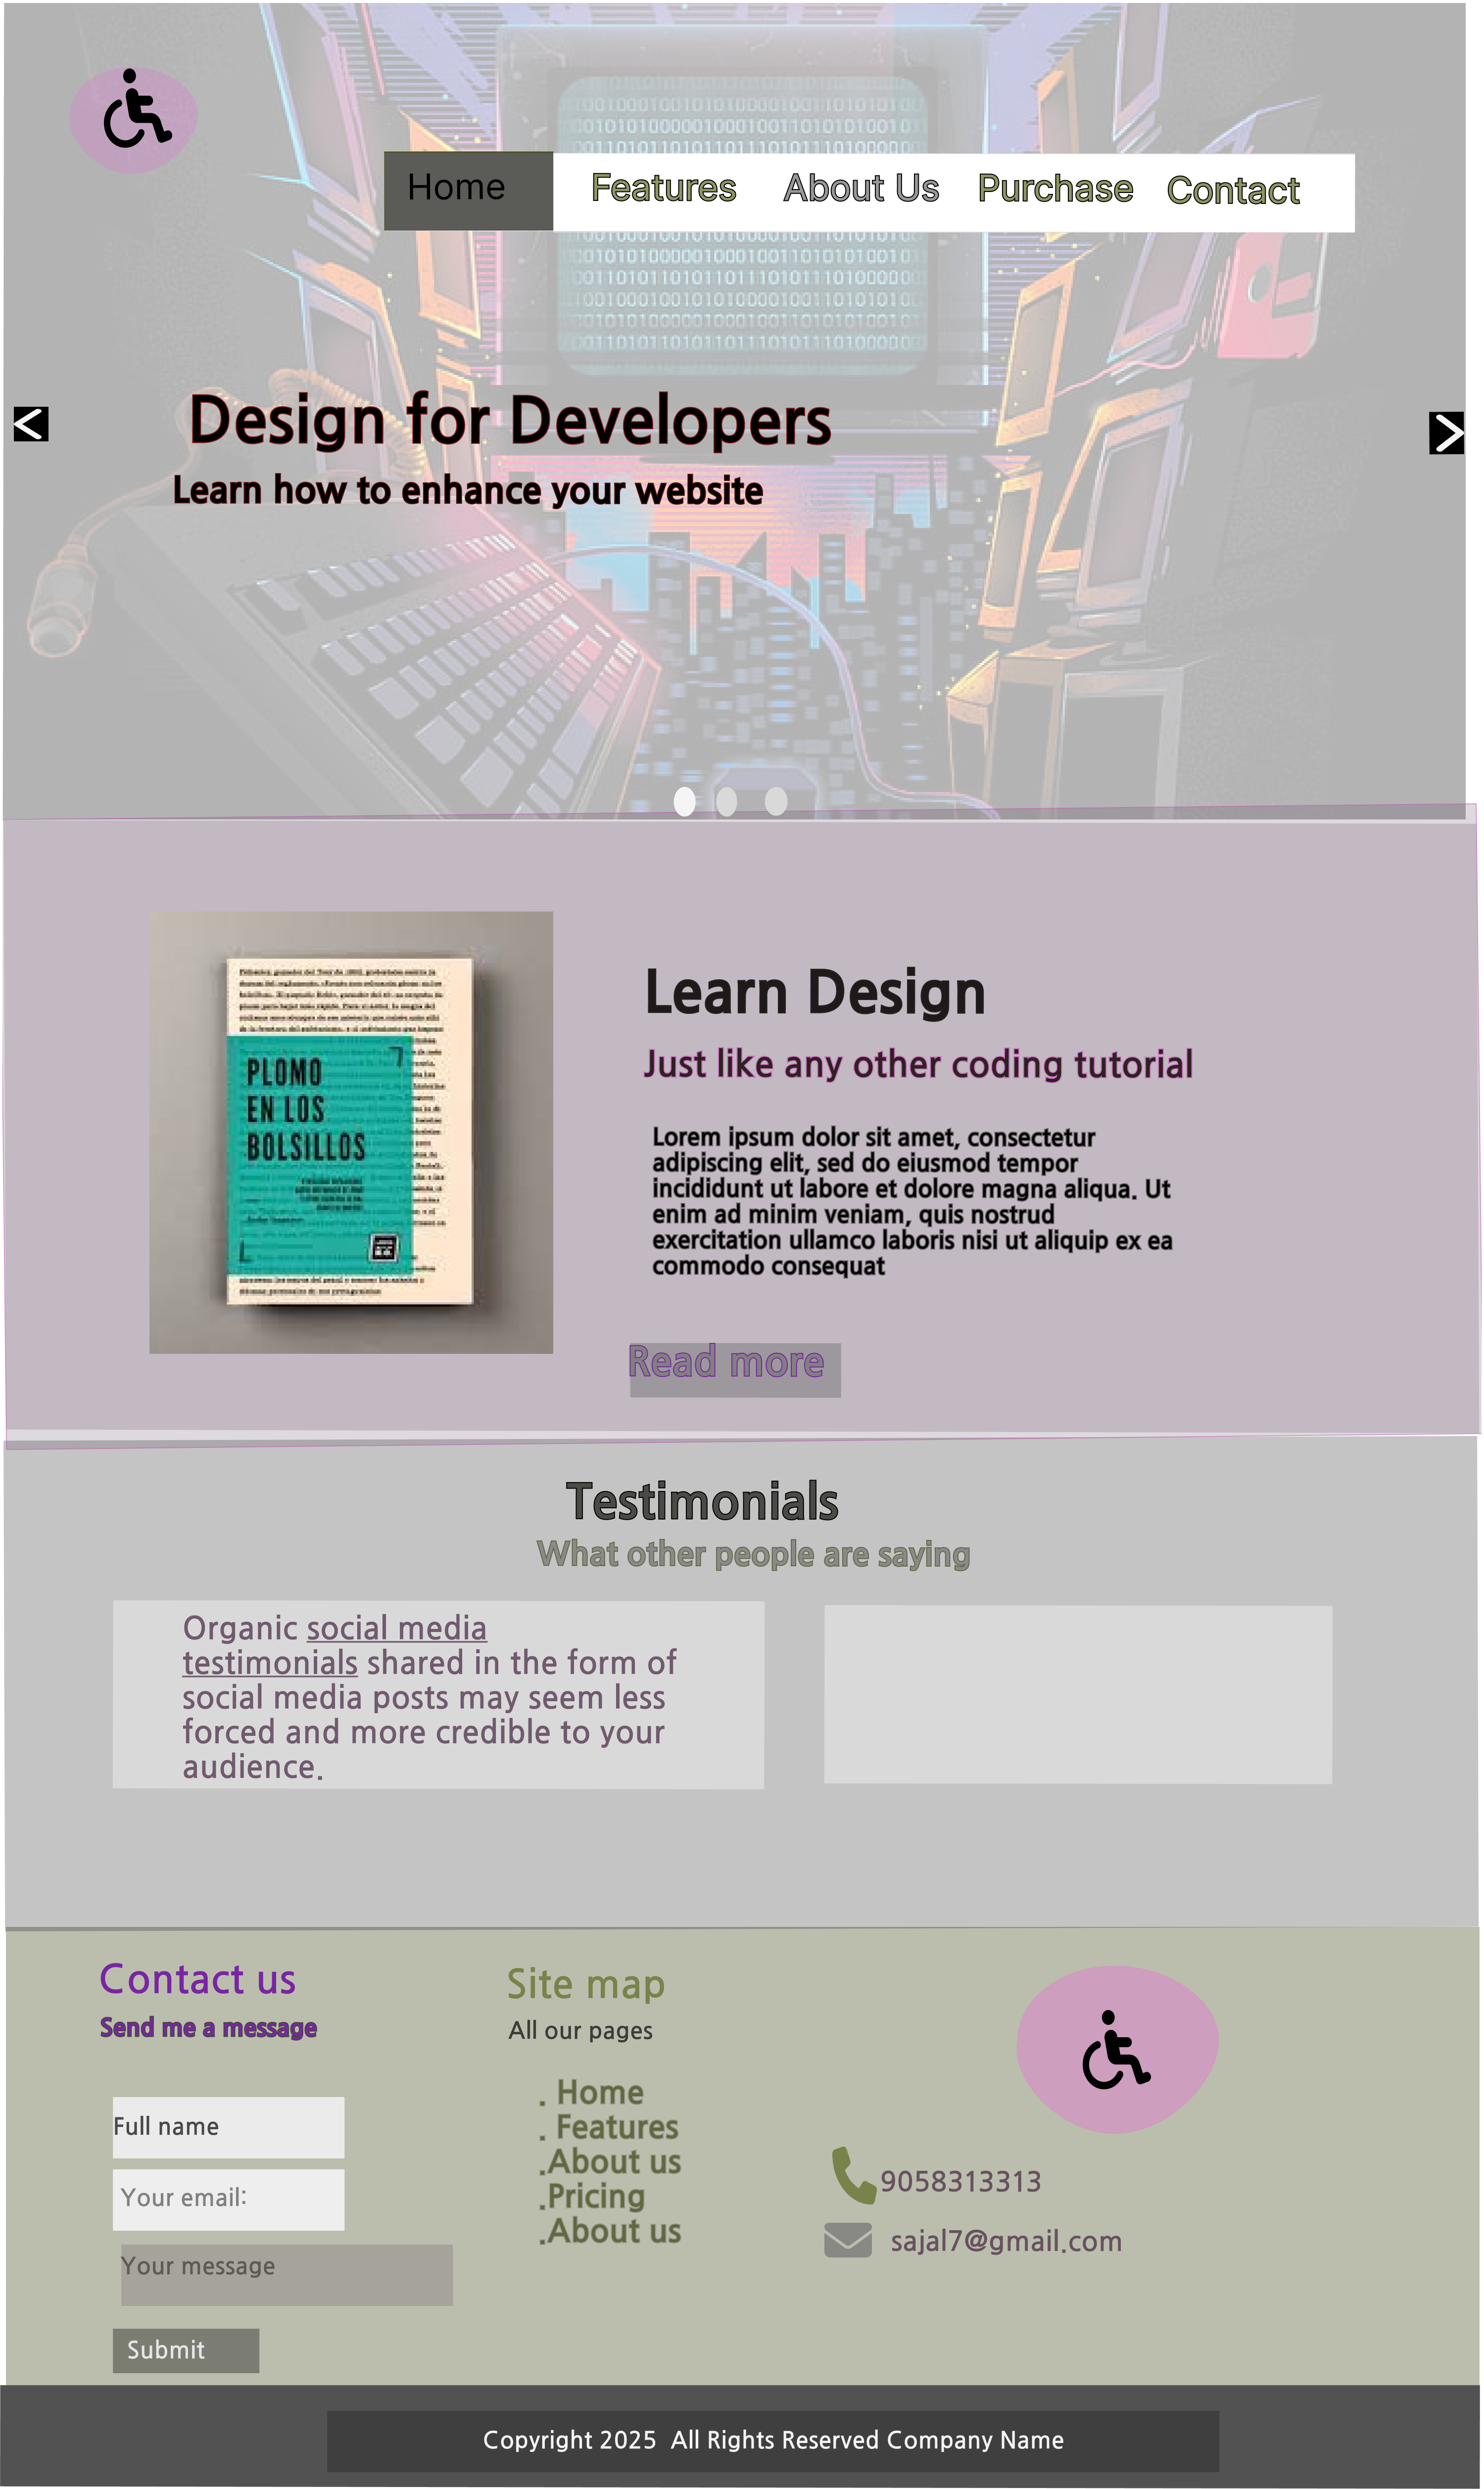 Home Features About Us Purchase Contact
Design for Developers
Learn how to enhance your website
PLOMO
EN LOS
BOLSILLOS
Learn Design
Just like any other coding tutorial
Lorem ipsum dolor sit amet, consectetur
adipiscing elit, sed do eiusmod tempor
incididunt ut labore et dolore magna aliqua. Ut
enim ad minim veniam, quis nostrud
exercitation ullamco laboris nisi ut aliquip ex ea
commodo consequat
Read more
Testimonials
What other people are saying
Organic social media
testimonials shared in the form of
social media posts may seem less
forced and more credible to your
audience.
Contact us
Send me a message
Full name
Your email:
Your message
Submit
Site map
All our pages
. Home
. Features
.About us
.Pricing
.About us
9058313313
sajal7@gmail.com
Copyright 2025 All Rights Reserved Company Name